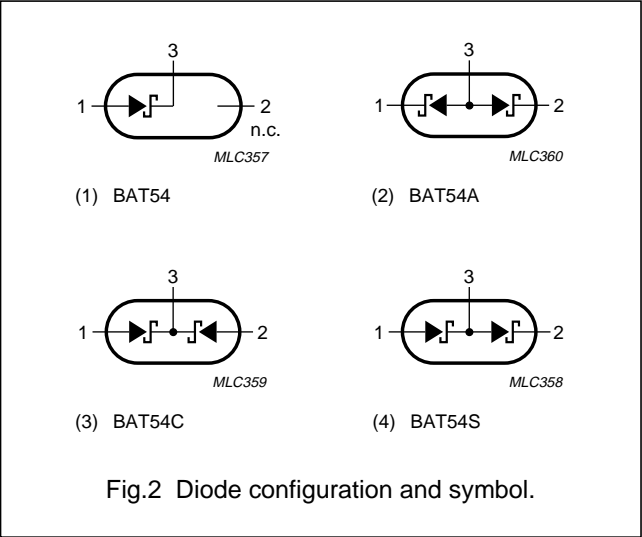 3
3
1
2
1
2
n.c.
MLC357
MLC360
(1) BAT54
(2) BAT54A
3
3
1
2
1
2
MLC359
MLC358
(3) BAT54C
(4) BAT54S
Fig.2 Diode configuration and symbol.